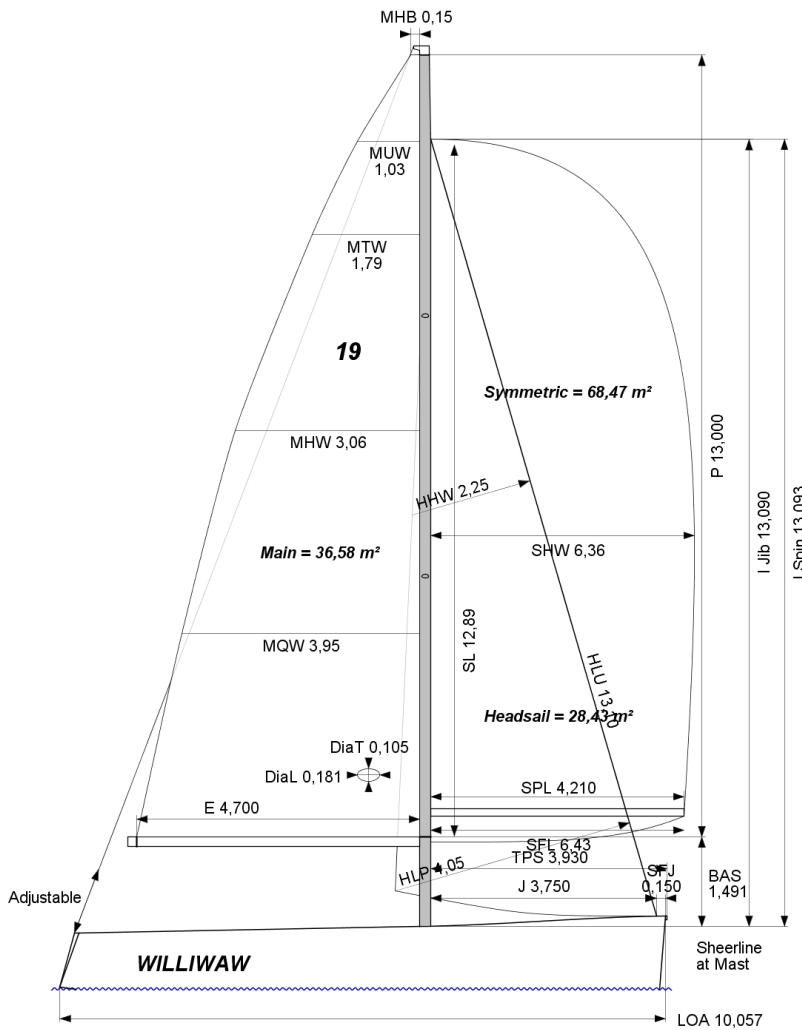 MHB 0,15
MUW
1,03
MTW
1,79
19
Symmetric = 68,47 m²
P 13,000
MHW 3,06
HHW 2,25
I Jib 13,090
I Spin 13,093
SHW 6,36
Main = 36,58 m²
SL 12,89
MQW 3,95
Headsail = 28,43 m²
DiaT 0,105
DiaL 0,181
SPL 4,210
E 4,700
SFL 6,43
TPS 3,930
HLP 4,05
SFJ
0,150
J 3,750
BAS
1,491
Adjustable
Sheerline
at Mast
WILLIWAW
LOA 10,057